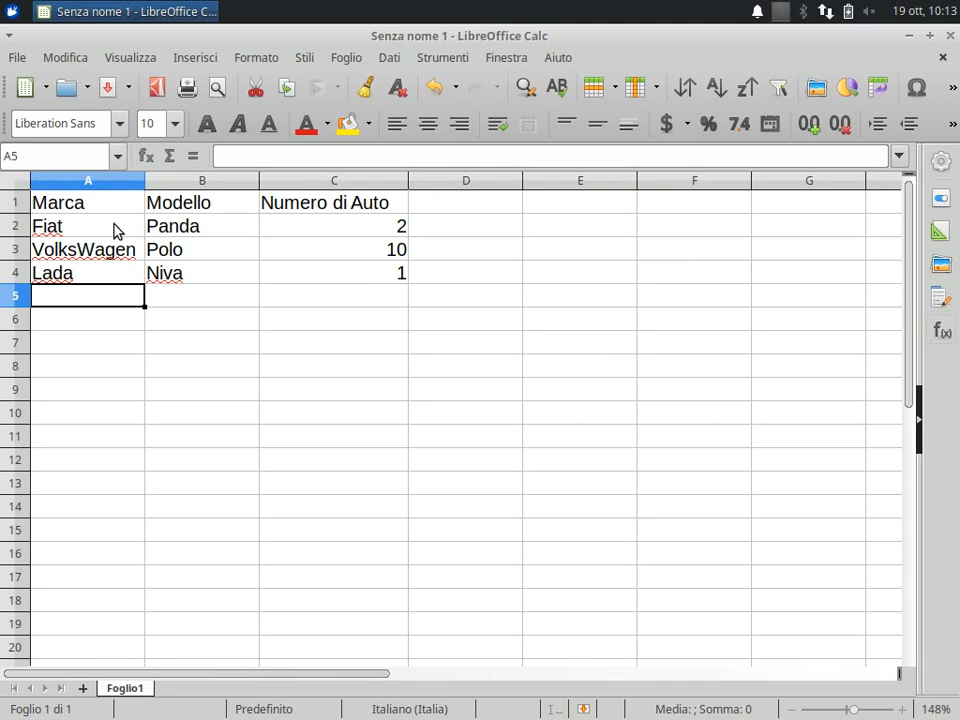 Senza nome 1 - LibreOffice C...
19 ott, 10:13
Senza nome 1 - LibreOffice Calc
File Modifica Visualizza Inserisci Formato Stili Foglio Dati Strumenti Finestra Aiuto
Liberation Sans 10
A5
A B C D E F G
1 Marca Modello Numero di Auto
2 Fiat Panda 2
3 VolksWagen Polo 10
4 Lada Niva 1
5
6
7
8
9
10
11
12
13
14
15
16
17
18
19
20
Foglio1
Foglio 1 di 1 Predefinito Italiano (Italia) Media: ; Somma: 0 148%